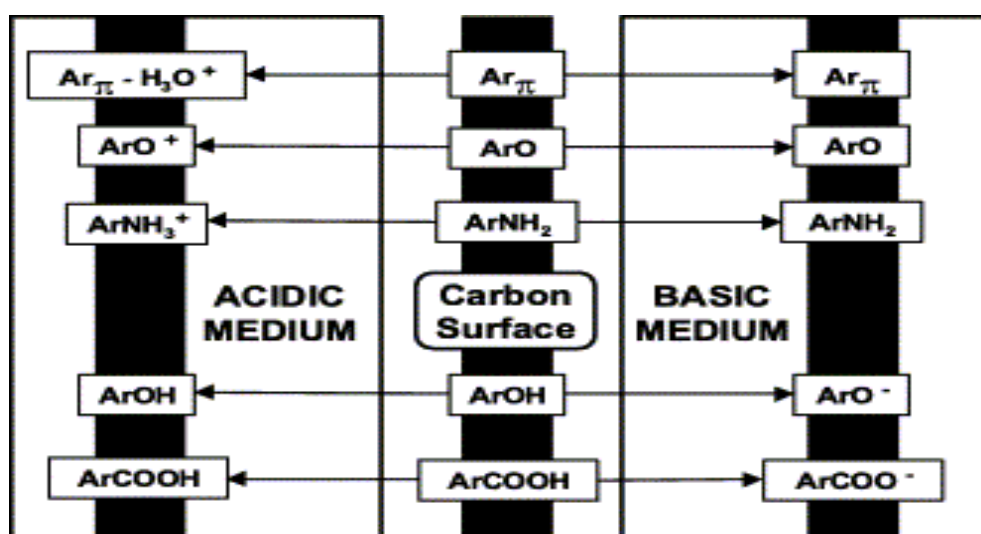 Arπ - H₃O⁺ Arπ Arπ
ArO⁺ ArO ArO
ArNH₃⁺ ArNH₂ ArNH₂
ACIDIC MEDIUM
Carbon Surface
BASIC MEDIUM
ArOH ArOH ArO⁻
ArCOOH ArCOOH ArCOO⁻